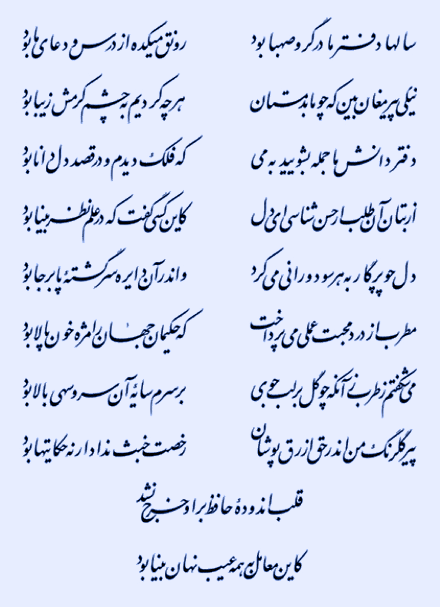 سالها دفتر ما در گرو صهبا بود رونق میکده از درس و دعای ما بود
نیکی پیر مغان بین که چو ما بدمستان هر چه کردیم به چشم کرمش زیبا بود
دفتر دانش ما جمله بشویید به می که فلک دیدم و در قصد دل دانا بود
از بتان آن طلب ار حسن شناسی ای دل کاین کسی گفت که در علم نظر بینا بود
دل چو پرگار به هر سو دورانی می‌کرد واندر آن دایره سرگشتهٔ پابرجا بود
مطرب از درد محبت عملی می‌پرداخت که حکیمان جهان را مژه خون پالا بود
می‌شکفتم ز طرب زآنکه چو گل بر لب جوی بر سرم سایهٔ آن سرو سهی بالا بود
پیر گلرنگ من اندر حق ازرق پوشان رخصت خبث نداد ار نه حکایتها بود
قلب اندودهٔ حافظ بر او خرج نشد
کاین معامل به همه عیب نهان بینا بود